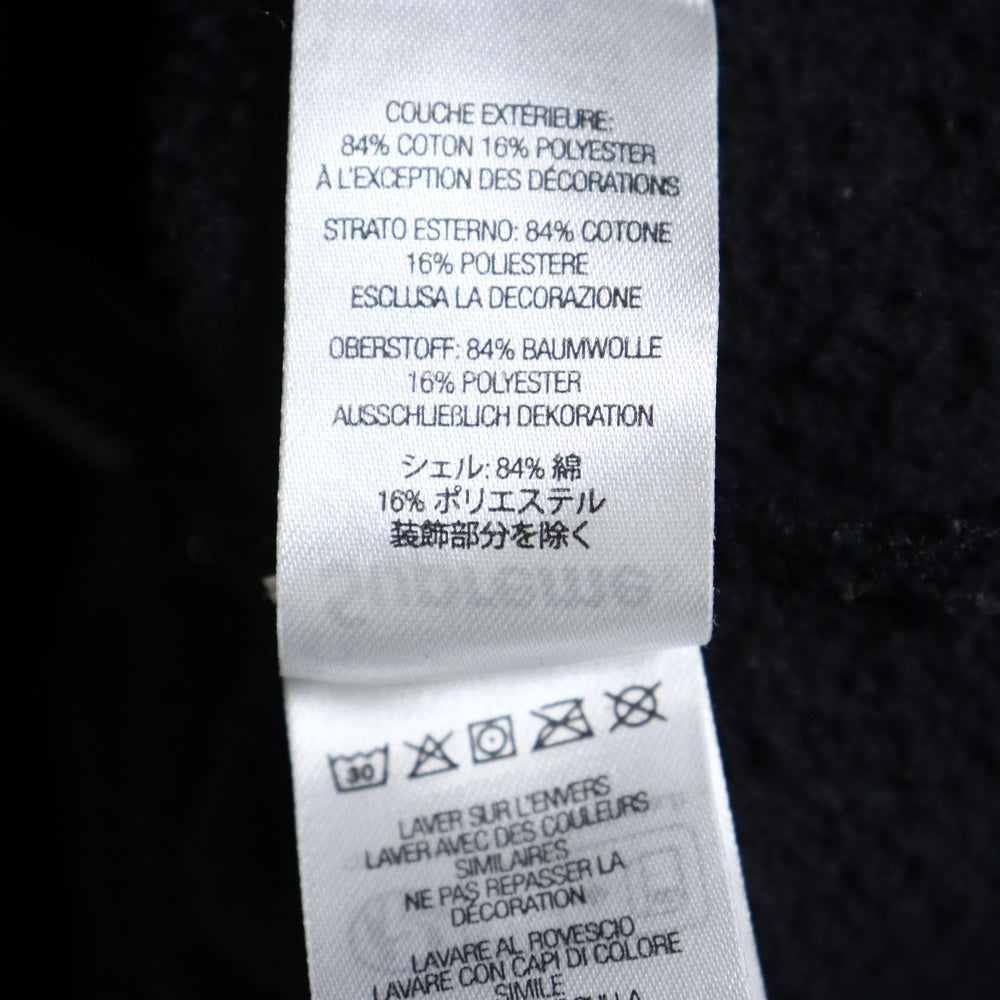 COUCHE EXTÉRIEURE:
84% COTON 16% POLYESTER
À L'EXCEPTION DES DÉCORATIONS
STRATO ESTERNO: 84% COTONE
16% POLIESTERE
ESCLUSA LA DECORAZIONE
OBERSTOFF: 84% BAUMWOLLE
16% POLYESTER
AUSSCHLIEßLICH DEKORATION
シェル: 84% 綿
16% ポリエステル
装飾部分を除く
Supreme
30
LAVER SUR L'ENVERS
LAVER AVEC DES COULEURS
SIMILAIRES
NE PAS REPASSER LA
DÉCORATION
LAVARE AL ROVESCIO
LAVARE CON CAPI DI COLORE
SIMILE